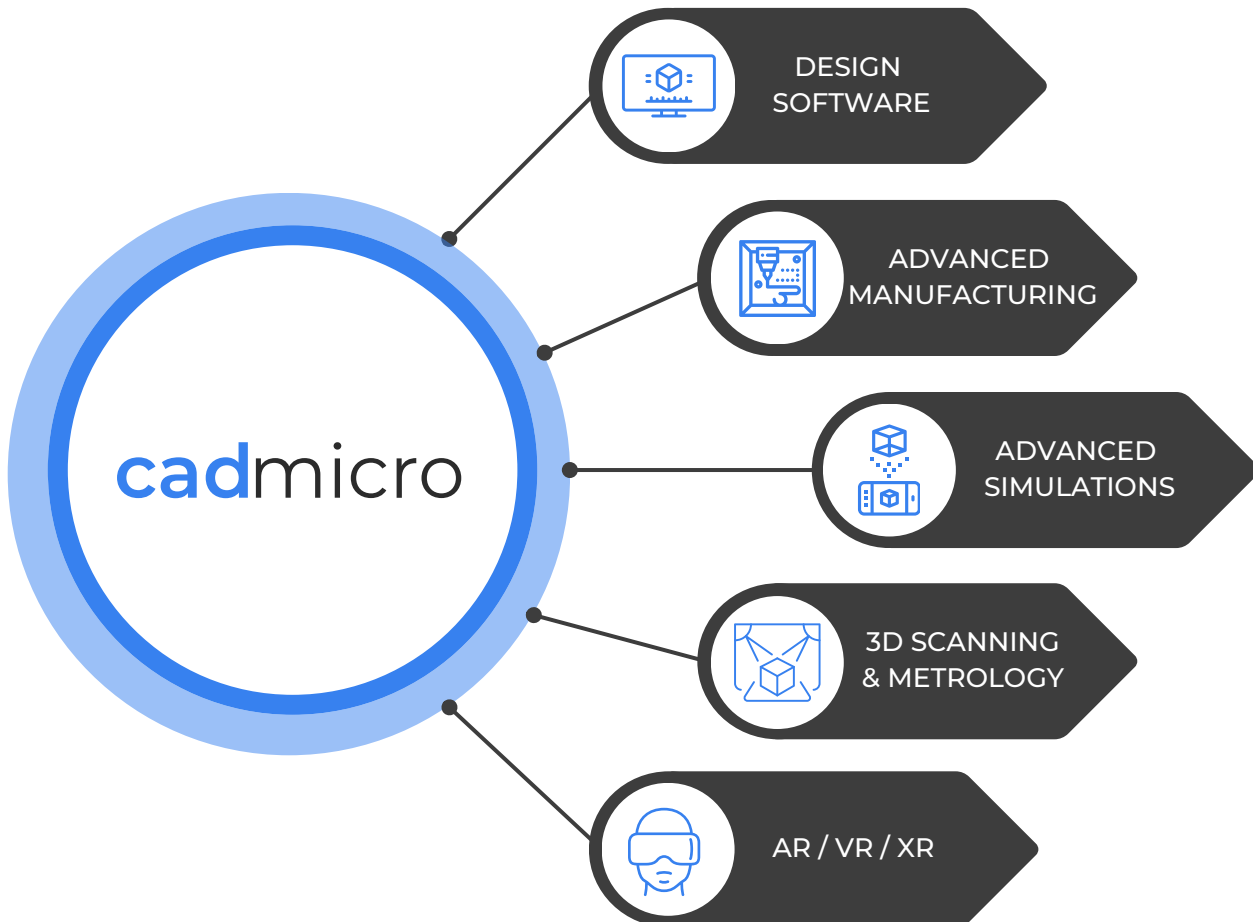 DESIGN
SOFTWARE
ADVANCED
MANUFACTURING
cadmicro
ADVANCED
SIMULATIONS
3D SCANNING
& METROLOGY
AR / VR / XR